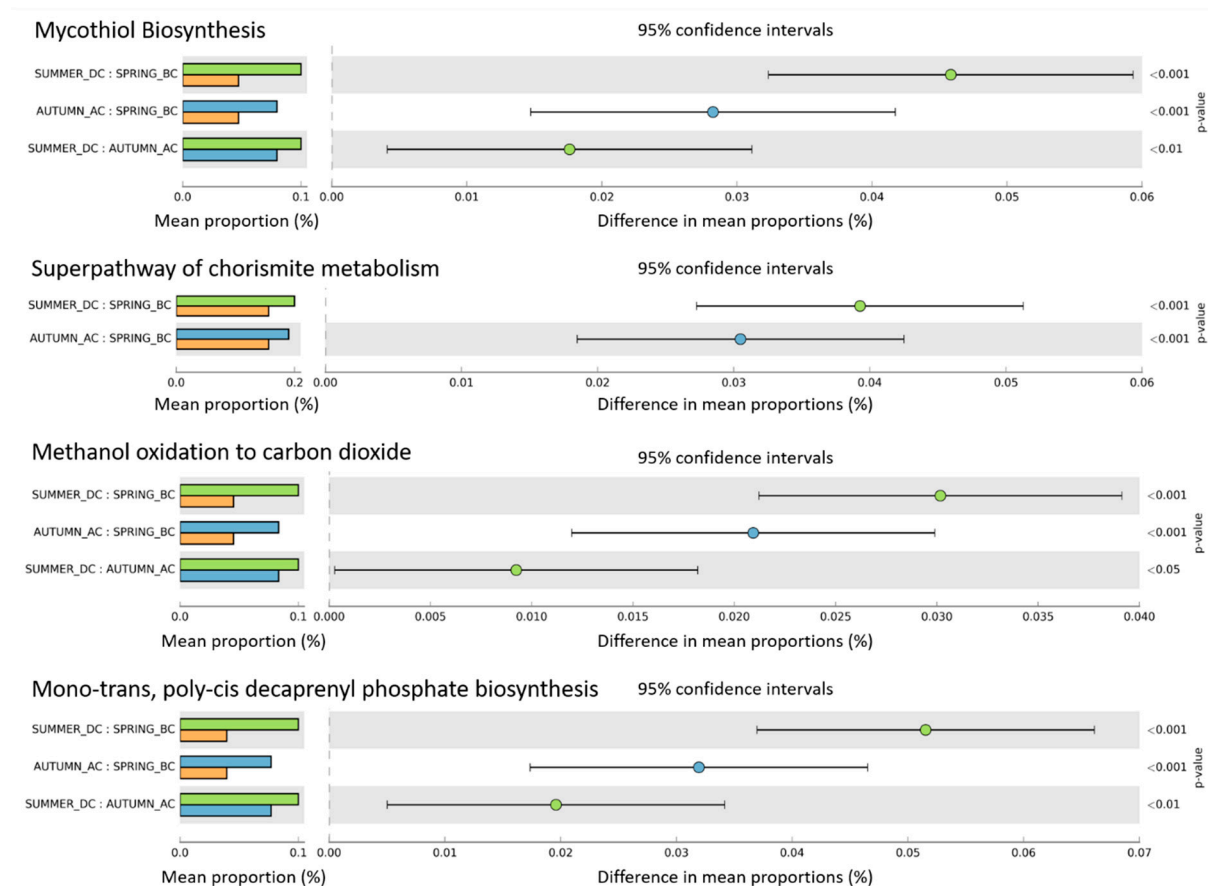 Mycothiol Biosynthesis
95% confidence intervals
SUMMER_DC : SPRING_BC
<0.001
AUTUMN_AC : SPRING_BC
<0.001
SUMMER_DC : AUTUMN_AC
<0.01
p-value
0.0 0.1 0.00 0.01 0.02 0.03 0.04 0.05 0.06
Mean proportion (%) Difference in mean proportions (%)
Superpathway of chorismite metabolism
95% confidence intervals
SUMMER_DC : SPRING_BC
<0.001
AUTUMN_AC : SPRING_BC
<0.001
p-value
0.0 0.2 0.00 0.01 0.02 0.03 0.04 0.05 0.06
Mean proportion (%) Difference in mean proportions (%)
Methanol oxidation to carbon dioxide
95% confidence intervals
SUMMER_DC : SPRING_BC
<0.001
AUTUMN_AC : SPRING_BC
<0.001
SUMMER_DC : AUTUMN_AC
<0.05
p-value
0.0 0.1 0.000 0.005 0.010 0.015 0.020 0.025 0.030 0.035 0.040
Mean proportion (%) Difference in mean proportions (%)
Mono-trans, poly-cis decaprenyl phosphate biosynthesis
95% confidence intervals
SUMMER_DC : SPRING_BC
<0.001
AUTUMN_AC : SPRING_BC
<0.001
SUMMER_DC : AUTUMN_AC
<0.01
p-value
0.0 0.1 0.00 0.01 0.02 0.03 0.04 0.05 0.06 0.07
Mean proportion (%) Difference in mean proportions (%)